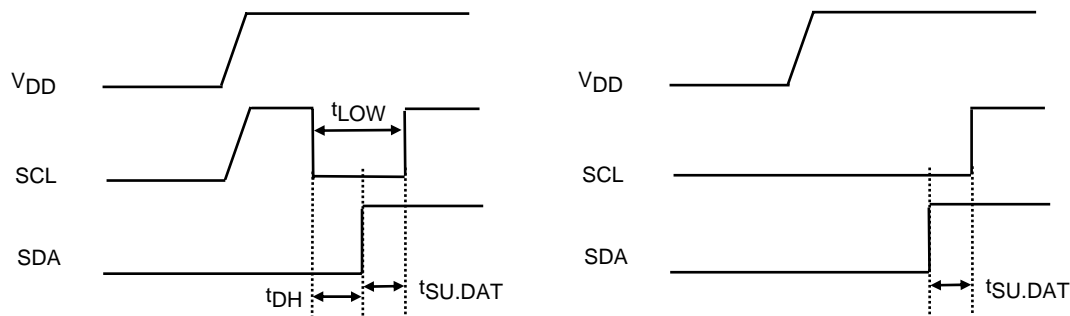 VDD
tLOW
SCL
SDA
tDH
tSU.DAT
VDD
SCL
SDA
tSU.DAT